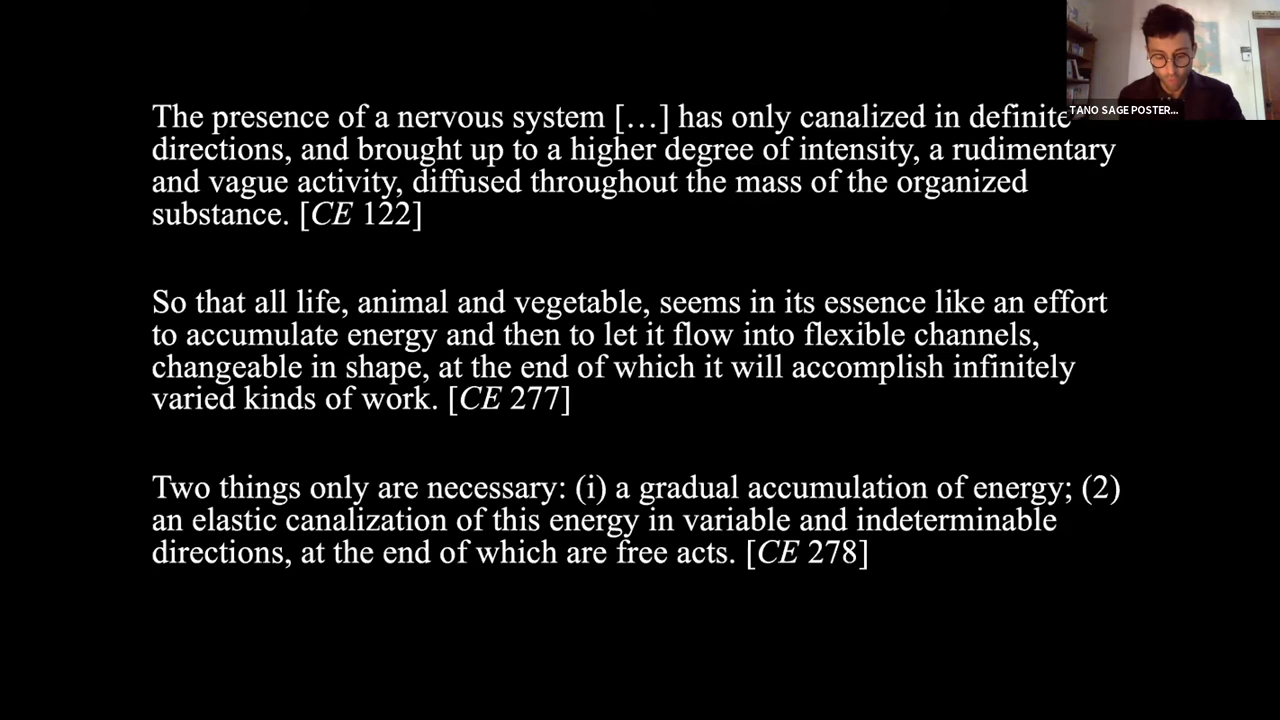 TANO SAGE POSTER...
The presence of a nervous system […] has only canalized in definite
directions, and brought up to a higher degree of intensity, a rudimentary
and vague activity, diffused throughout the mass of the organized
substance. [CE 122]
So that all life, animal and vegetable, seems in its essence like an effort
to accumulate energy and then to let it flow into flexible channels,
changeable in shape, at the end of which it will accomplish infinitely
varied kinds of work. [CE 277]
Two things only are necessary: (i) a gradual accumulation of energy; (2)
an elastic canalization of this energy in variable and indeterminable
directions, at the end of which are free acts. [CE 278]